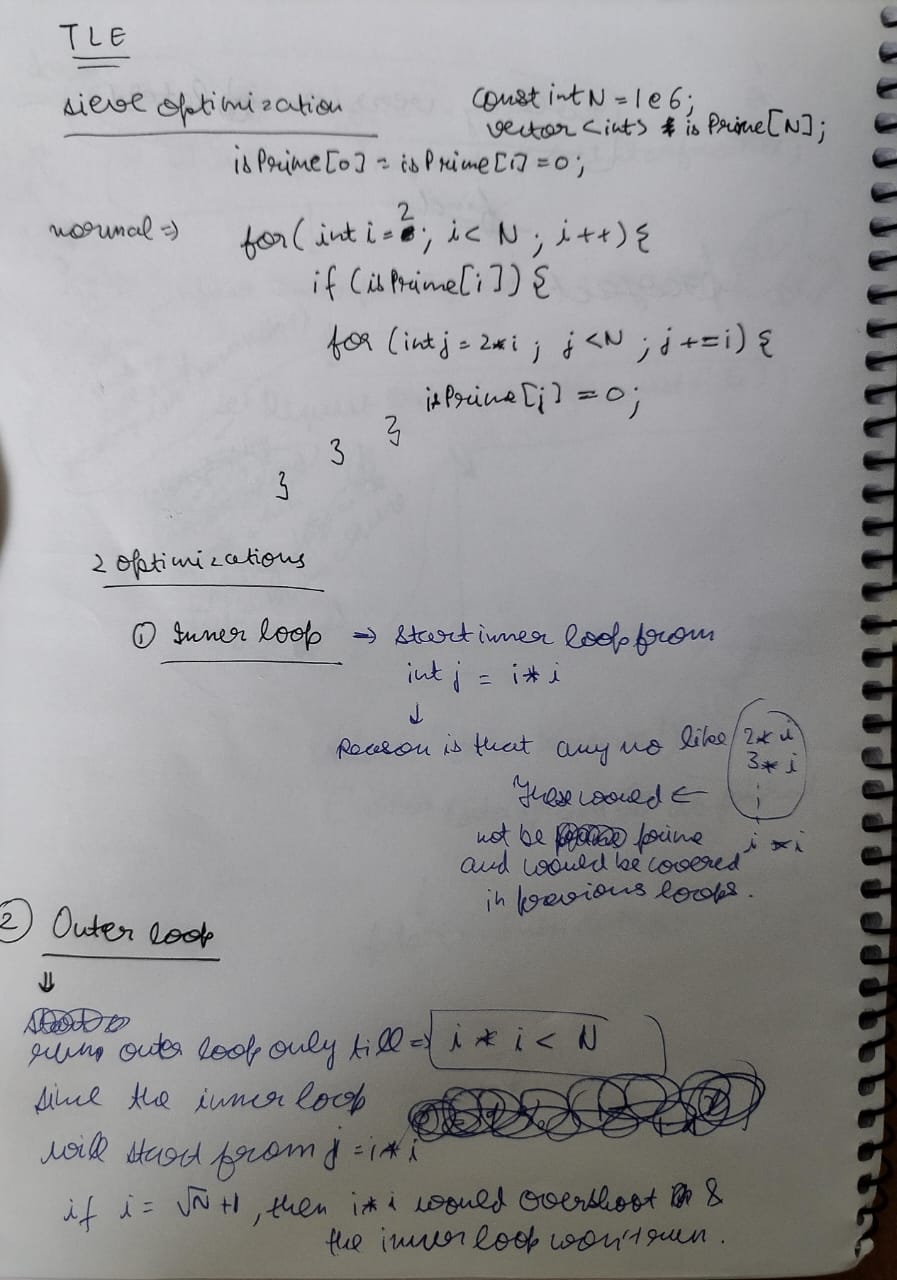 TLE
sieve optimization
const int N = 1e6;
vector <int> isPrime[N];
isPrime[0] = isPrime[1] = 0;
normal ⇒ for( int i = 2; i < N ; i++) {
if (isPrime[i]) {
for (int j = 2*i ; j < N ; j += i) {
isPrime[j] = 0;
}
}
}
2 optimizations
① Inner loop ⇒ Start inner loop from
int j = i * i
↓
Reason is that any no like 2* i
3* i
These would ←
not be prime i * i
and would be covered
in previous loops.
② Outer loop
⇓
outer loop only till ⇒ i * i < N
since the inner loop
will start from j = i * i
if i = √N + 1, then i * i would overshoot &
the inner loop won't run.